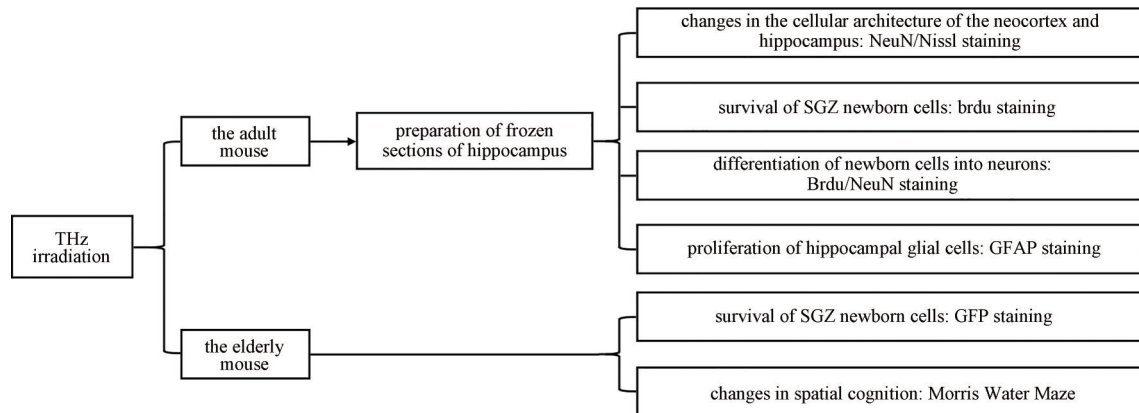 THz
irradiation
the adult
mouse
preparation of frozen
sections of hippocampus
changes in the cellular architecture of the neocortex and
hippocampus: NeuN/Nissl staining
survival of SGZ newborn cells: brdu staining
differentiation of newborn cells into neurons:
Brdu/NeuN staining
proliferation of hippocampal glial cells: GFAP staining
the elderly
mouse
survival of SGZ newborn cells: GFP staining
changes in spatial cognition: Morris Water Maze